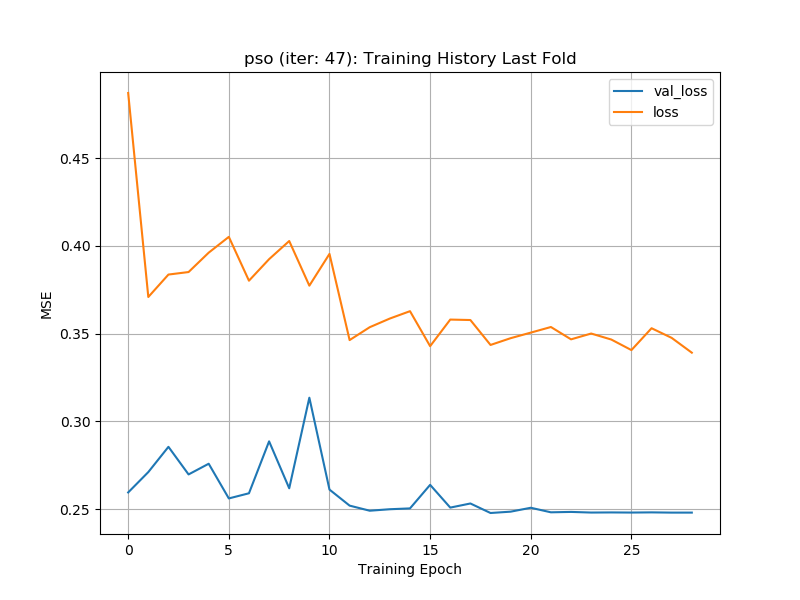 pso (iter: 47): Training History Last Fold
val_loss
loss
0.45
0.40
0.35
0.30
0.25
MSE
0
5
10
15
20
25
Training Epoch